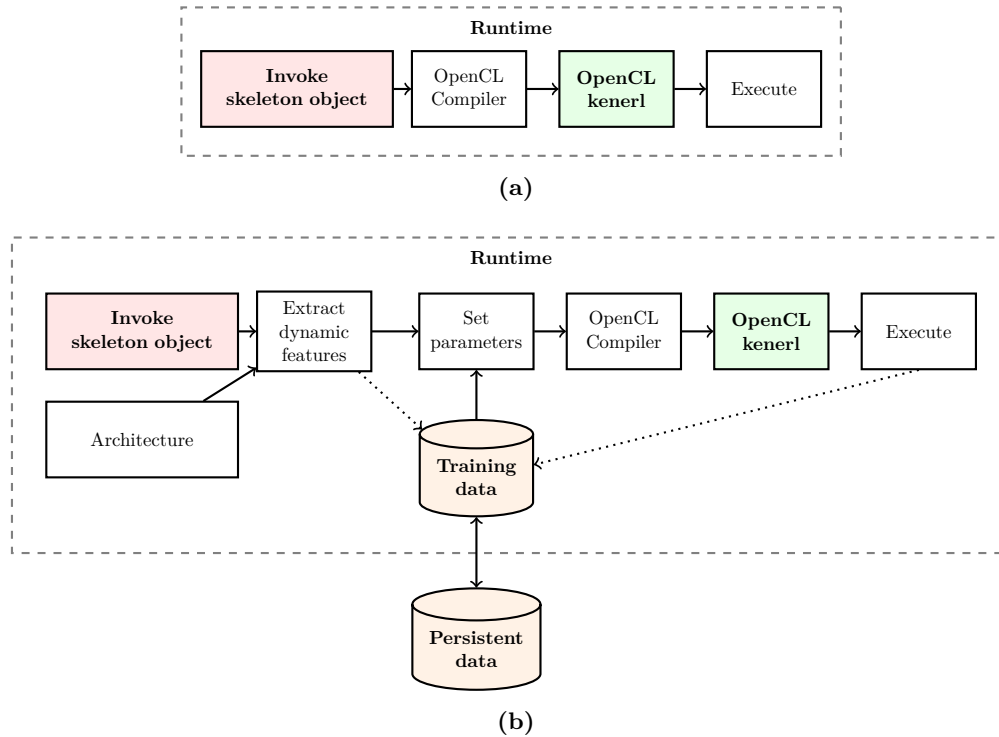 Runtime
Invoke
skeleton object
OpenCL
Compiler
OpenCL
kenerl
Execute
(a)
Runtime
Invoke
skeleton object
Extract
dynamic
features
Set
parameters
OpenCL
Compiler
OpenCL
kenerl
Execute
Architecture
Training
data
Persistent
data
(b)